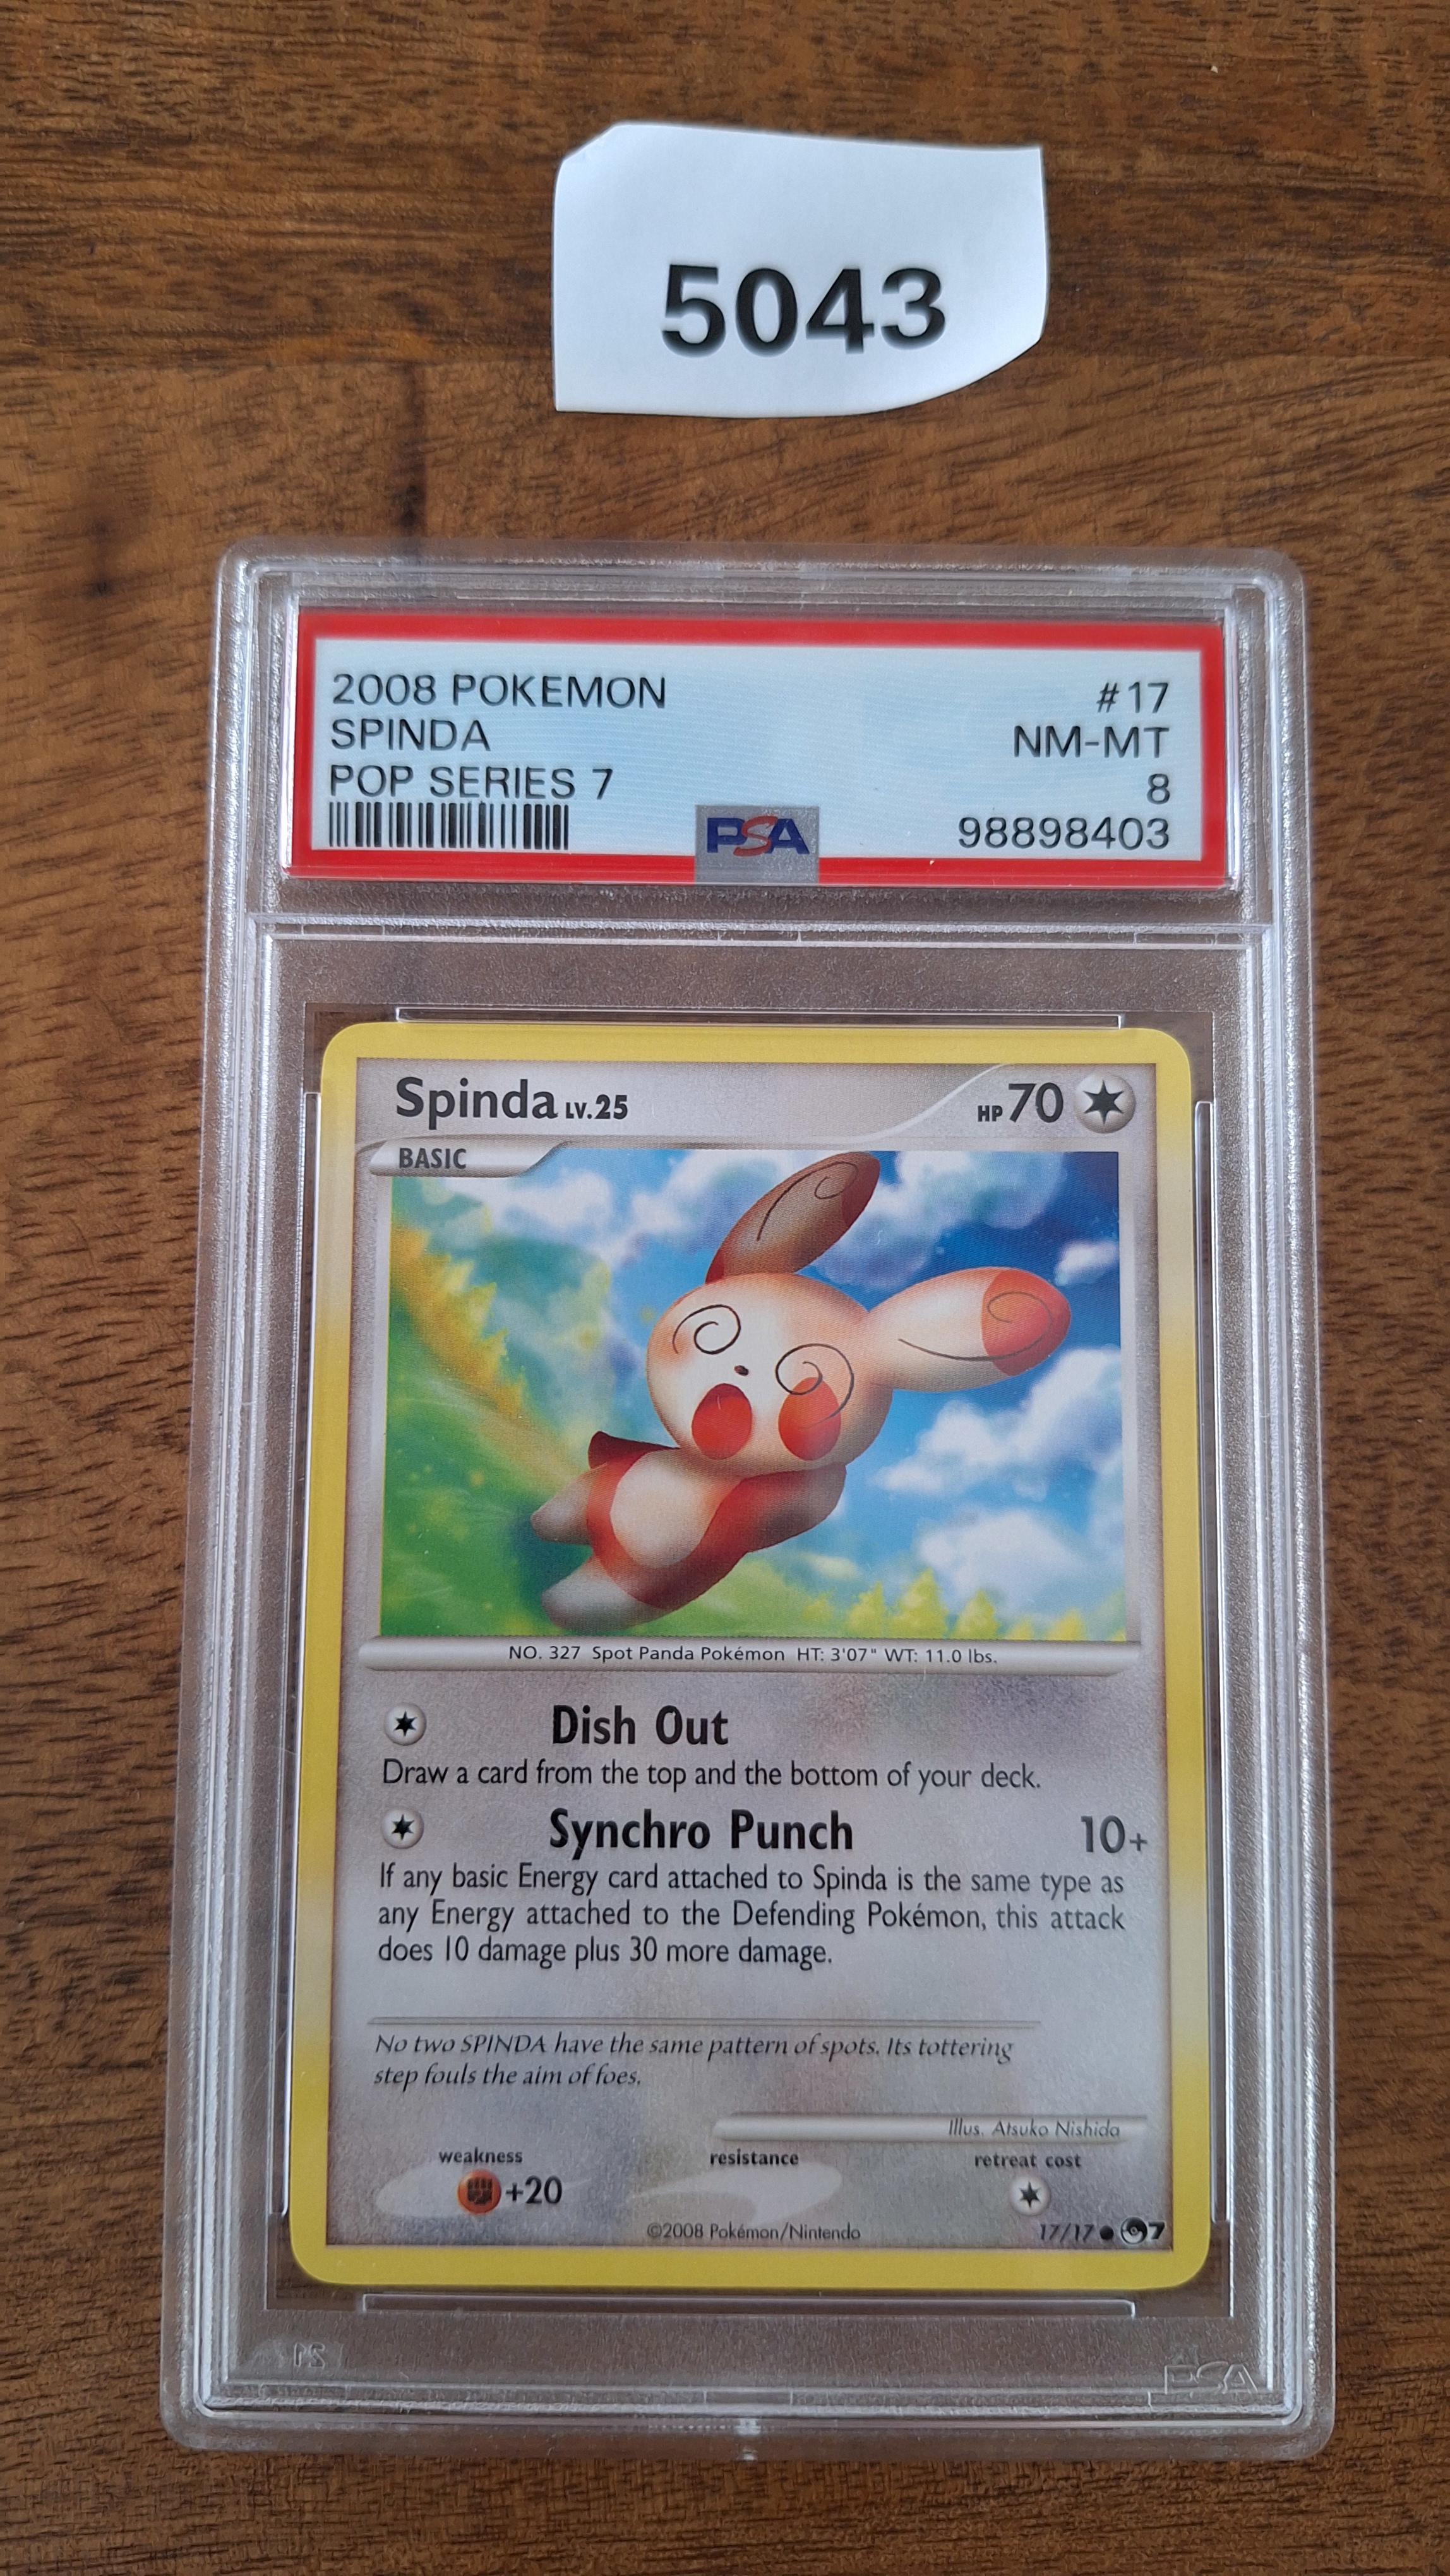 5043
2008 POKEMON #17
SPINDA NM-MT
POP SERIES 7 8
PSA 98898403
Spinda LV.25 HP 70
BASIC
NO. 327 Spot Panda Pokémon HT: 3'07" WT: 11.0 lbs.
Dish Out
Draw a card from the top and the bottom of your deck.
Synchro Punch 10+
If any basic Energy card attached to Spinda is the same type as
any Energy attached to the Defending Pokémon, this attack
does 10 damage plus 30 more damage.
No two SPINDA have the same pattern of spots. Its tottering
step fouls the aim of foes.
Illus. Atsuko Nishida
weakness resistance retreat cost
+20
©2008 Pokémon/Nintendo 17/17 7
PSA